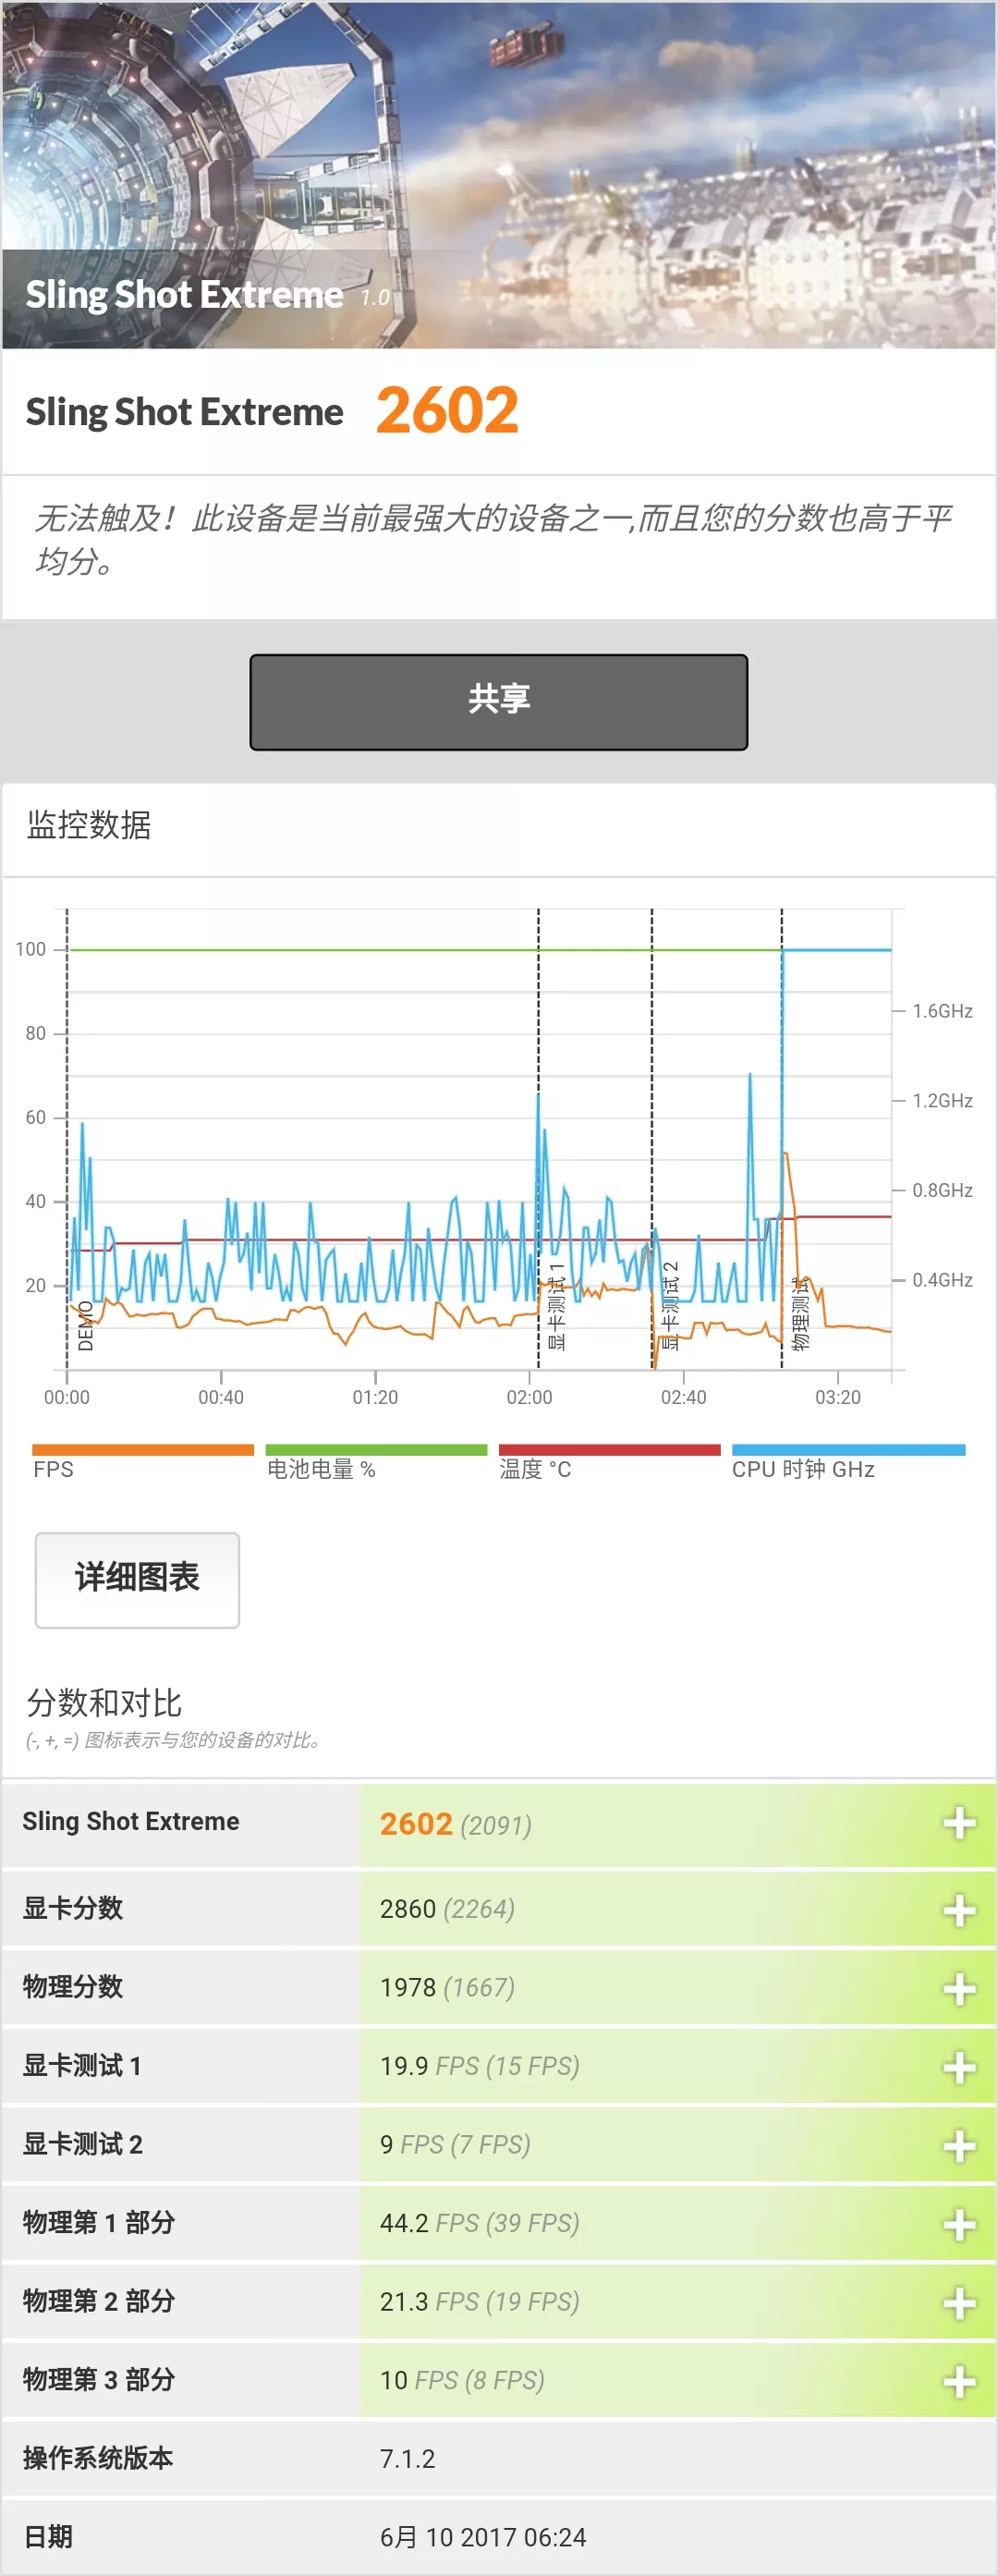 Sling Shot Extreme 1.0
Sling Shot Extreme 2602
无法触及！此设备是当前最强大的设备之一,而且您的分数也高于平
均分。
共享
监控数据
100
80
60
40
20
1.6GHz
1.2GHz
0.8GHz
0.4GHz
DEMO
显卡测试 1
显卡测试 2
物理测试
00:00 00:40 01:20 02:00 02:40 03:20
FPS 电池电量 % 温度 °C CPU 时钟 GHz
详细图表
分数和对比
(-, +, =) 图标表示与您的设备的对比。
Sling Shot Extreme 2602 (2091)
显卡分数 2860 (2264)
物理分数 1978 (1667)
显卡测试 1 19.9 FPS (15 FPS)
显卡测试 2 9 FPS (7 FPS)
物理第 1 部分 44.2 FPS (39 FPS)
物理第 2 部分 21.3 FPS (19 FPS)
物理第 3 部分 10 FPS (8 FPS)
操作系统版本 7.1.2
日期 6月 10 2017 06:24